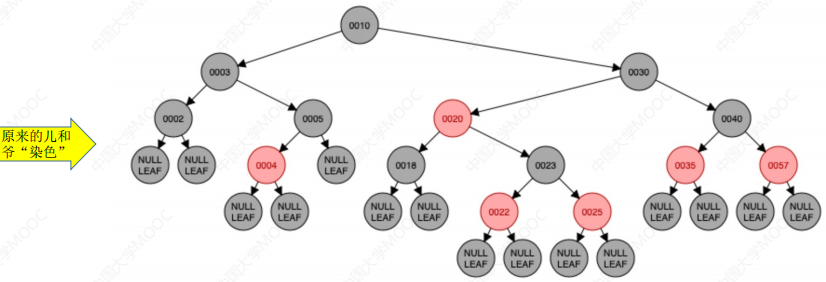 0010
0003
0030
原来的儿和
爷“染色”
0002
0005
0020
0040
NULL
LEAF
NULL
LEAF
0004
NULL
LEAF
0018
0023
0035
0057
NULL
LEAF
NULL
LEAF
NULL
LEAF
NULL
LEAF
0022
0025
NULL
LEAF
NULL
LEAF
NULL
LEAF
NULL
LEAF
NULL
LEAF
NULL
LEAF
NULL
LEAF
NULL
LEAF
中国大学MOOC